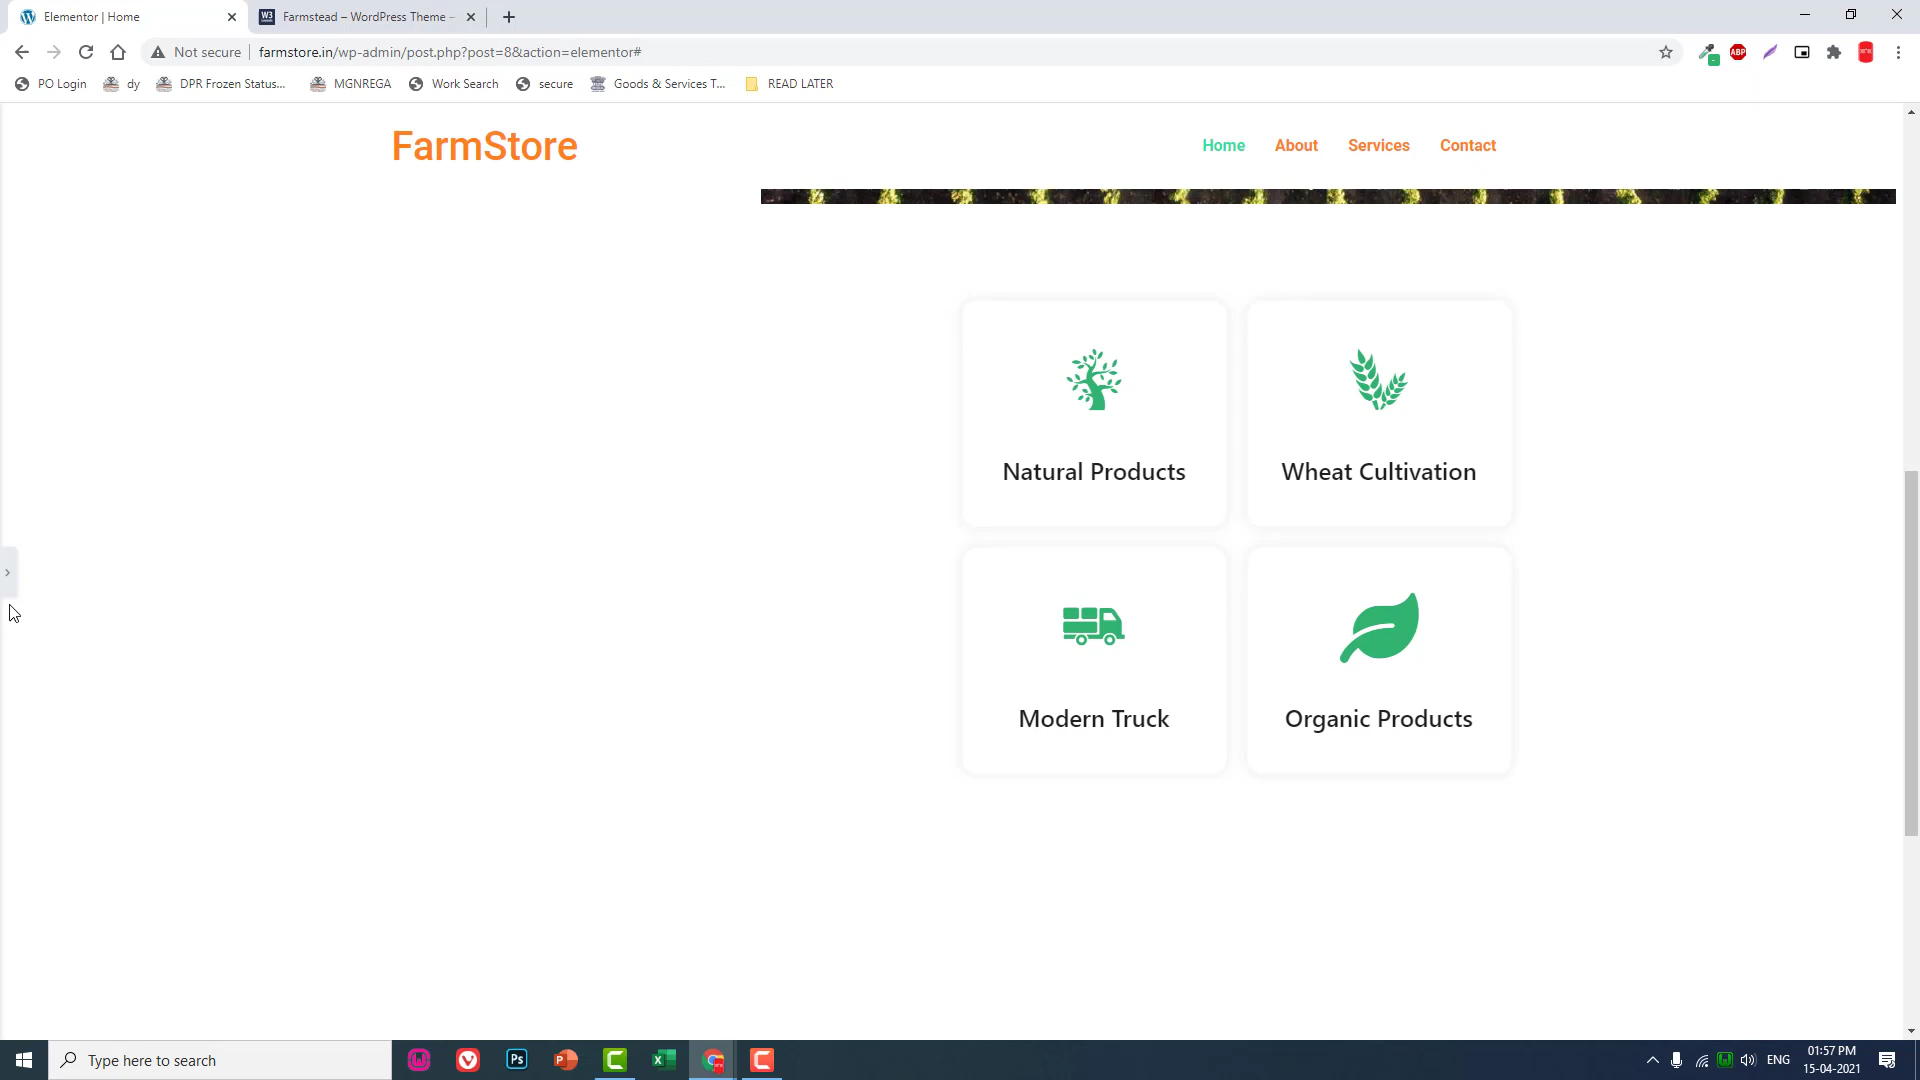 Elementor | Home
Farmstead – WordPress Theme –
Not secure
farmstore.in/wp-admin/post.php?post=8&action=elementor#
ABP
PO Login
dy
DPR Frozen Status...
MGNREGA
Work Search
secure
Goods & Services T...
READ LATER
FarmStore
Home
About
Services
Contact
Natural Products
Wheat Cultivation
Modern Truck
Organic Products
Type here to search
Ps
ENG
01:57 PM
15-04-2021